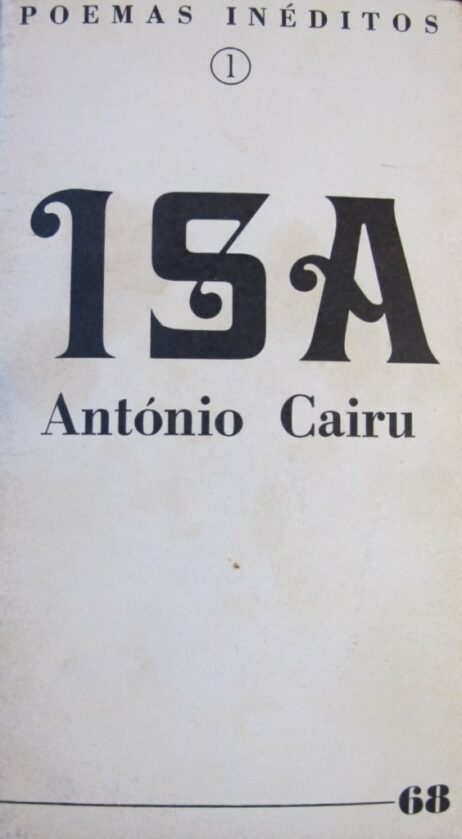 POEMAS INÉDITOS
1
ISA
António Cairu
68